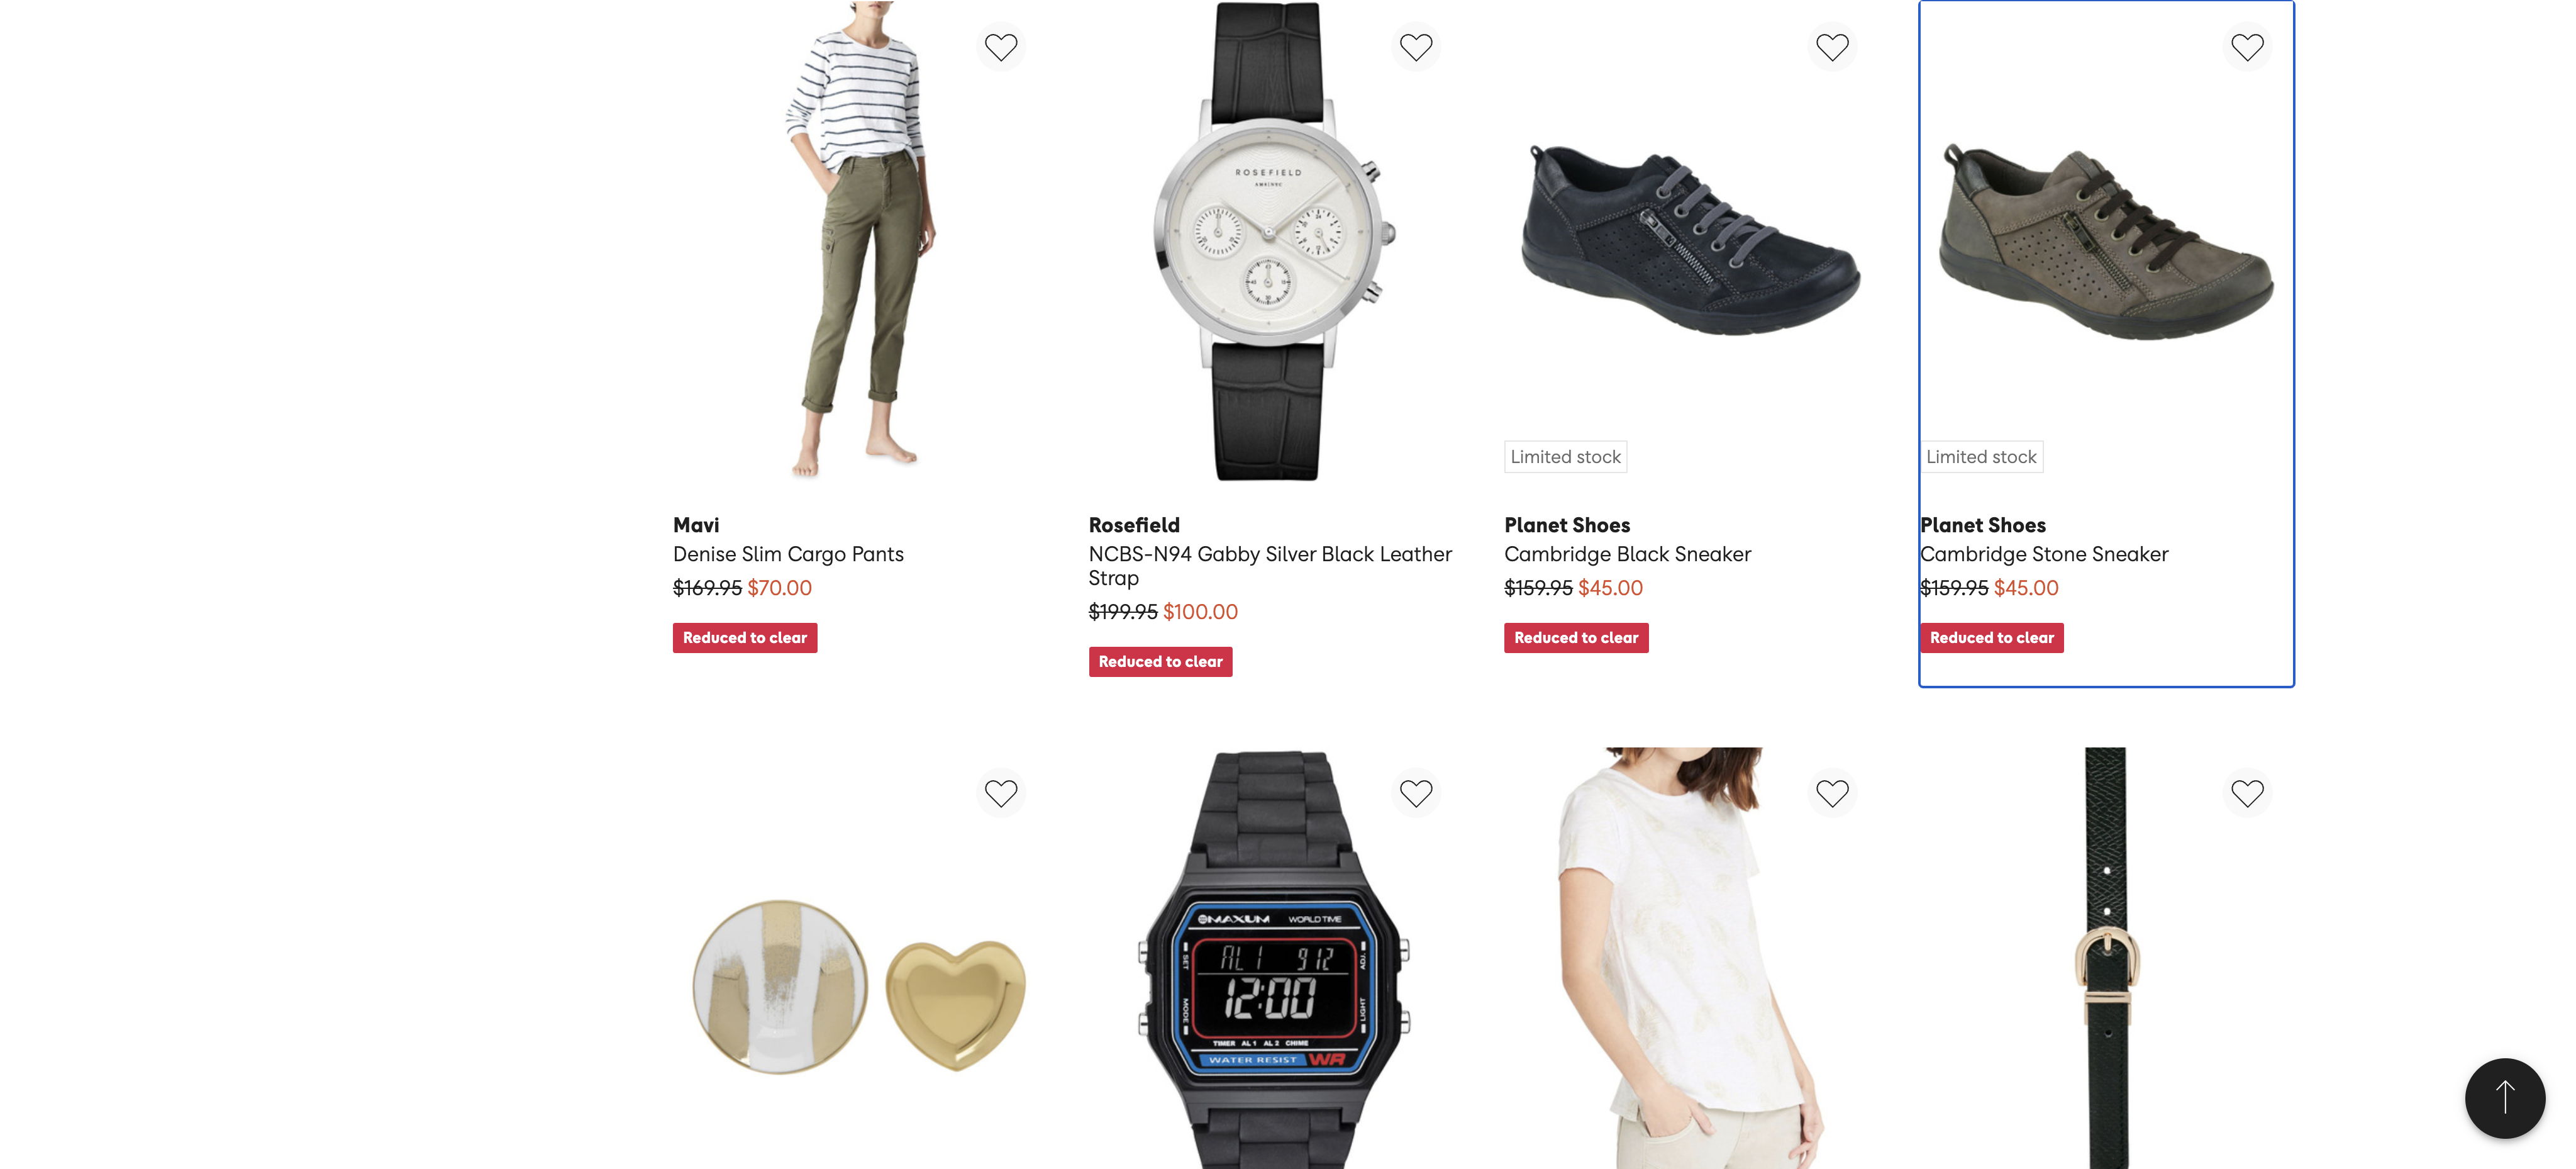 ROSEFIELD
Limited stock
Limited stock
Mavi
Denise Slim Cargo Pants
$169.95 $70.00
Reduced to clear
Rosefield
NCBS-N94 Gabby Silver Black Leather
Strap
$199.95 $100.00
Reduced to clear
Planet Shoes
Cambridge Black Sneaker
$159.95 $45.00
Reduced to clear
Planet Shoes
Cambridge Stone Sneaker
$159.95 $45.00
Reduced to clear
MAXUM WORLD TIME
SET
ADJ.
AL 1 912
12:00
MODE
LIGHT
TIMER AL 1 AL 2 CHIME
WATER RESIST WR